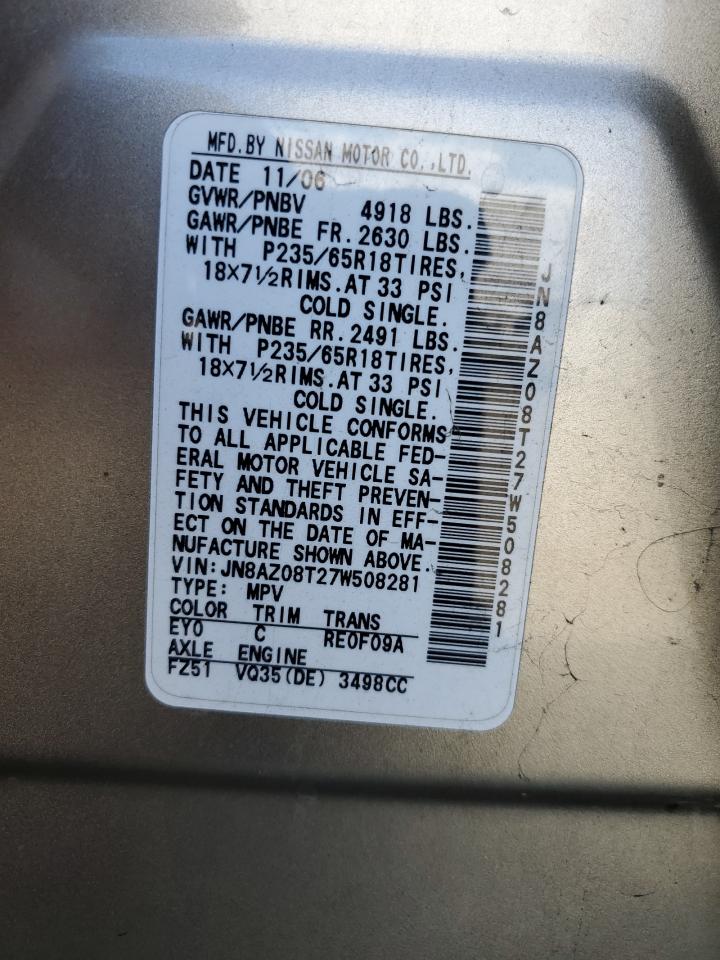 MFD.BY NISSAN MOTOR CO.,LTD.
DATE 11/06
GVWR/PNBV 4918 LBS.
GAWR/PNBE FR.2630 LBS.
WITH P235/65R18TIRES,
18×7½RIMS.AT 33 PSI
COLD SINGLE.
GAWR/PNBE RR.2491 LBS.
WITH P235/65R18TIRES,
18×7½RIMS.AT 33 PSI
COLD SINGLE.
THIS VEHICLE CONFORMS
TO ALL APPLICABLE FED-
ERAL MOTOR VEHICLE SA-
FETY AND THEFT PREVEN-
TION STANDARDS IN EFF-
ECT ON THE DATE OF MA-
NUFACTURE SHOWN ABOVE.
VIN:JN8AZ08T27W508281
TYPE: MPV
COLOR TRIM TRANS
EY0 C RE0F09A
AXLE ENGINE
FZ51 VQ35(DE) 3498CC
JN8AZ08T27W508281